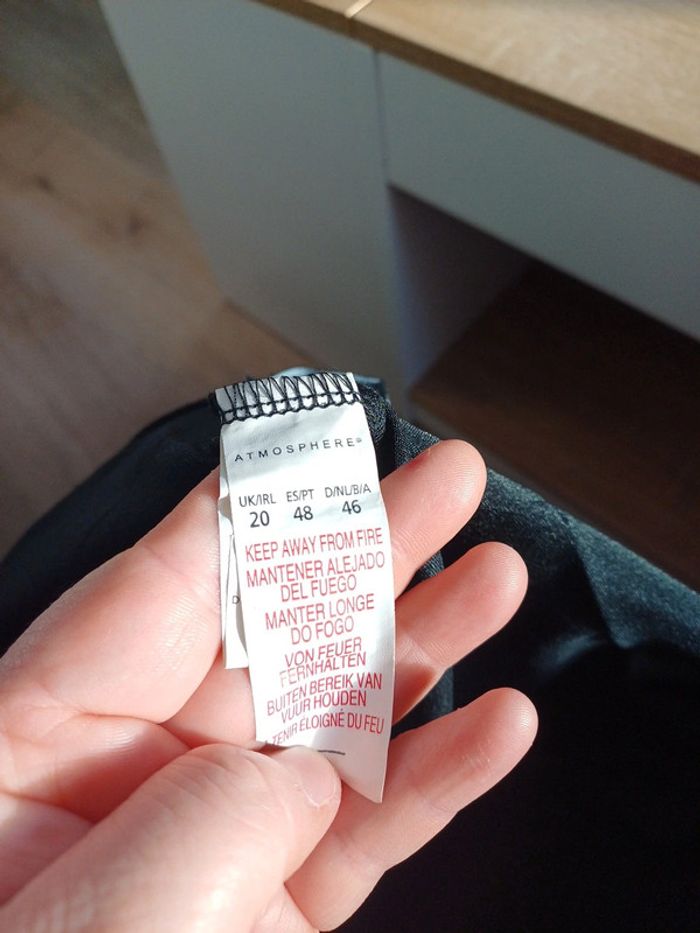 ATMOSPHERE®
UK/IRL ES/PT D/NL/B/A
20 48 46
KEEP AWAY FROM FIRE
MANTENER ALEJADO
DEL FUEGO
MANTER LONGE
DO FOGO
VON FEUER
FERNHALTEN
BUITEN BEREIK VAN
VUUR HOUDEN
TENIR ÉLOIGNÉ DU FEU